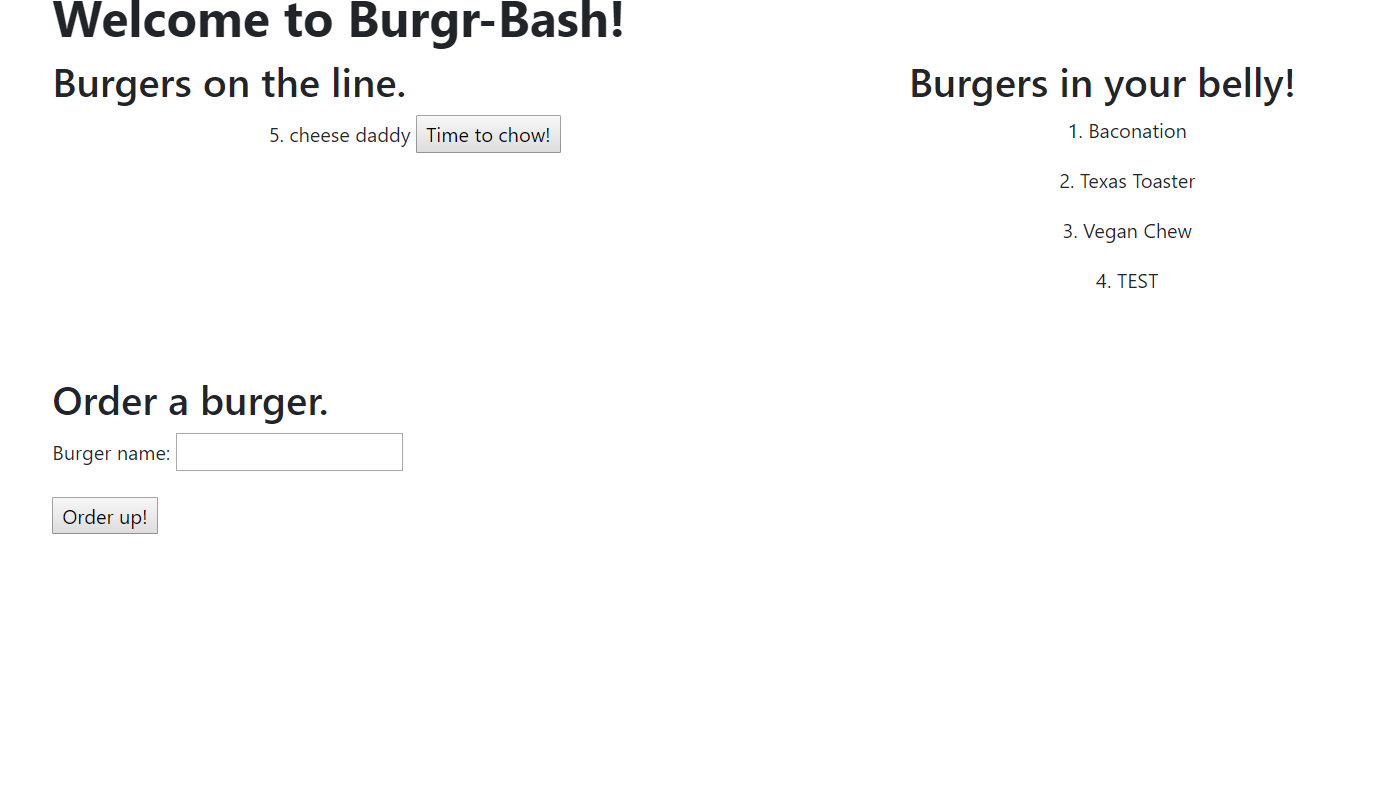 Welcome to Burgr-Bash!
Burgers on the line.
5. cheese daddy Time to chow!
Burgers in your belly!
1. Baconation
2. Texas Toaster
3. Vegan Chew
4. TEST
Order a burger.
Burger name:
Order up!